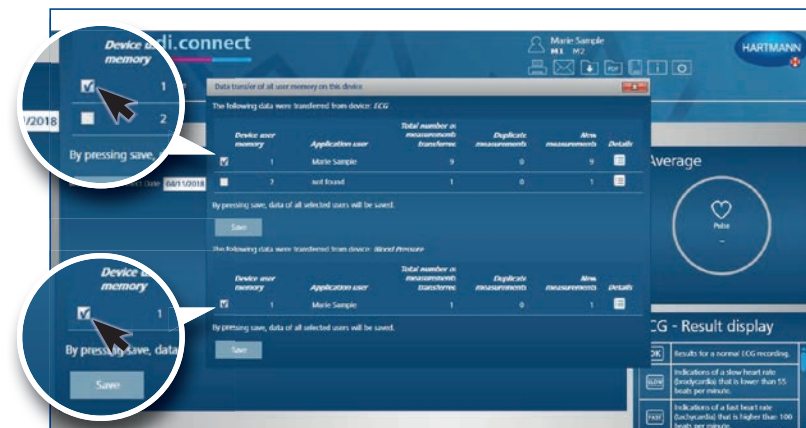 di.connect
Marie Sample
M1 M2
HARTMANN
Device u
memory
1
2
/2018
By pressing save,
04/11/2018
Data transfer of all user memory on this device
The following data were transferred from device: ECG
Device user memory
Application user
Total number of measurements transferred
Duplicate measurements
New measurements
Details
1 Marie Sample 9 0 9
2 not found 1 0 1
By pressing save, data of all selected users will be saved.
Save
The following data were transferred from device: Blood Pressure
Device user memory
Application user
Total number of measurements transferred
Duplicate measurements
New measurements
Details
1 Marie Sample 1 0 1
By pressing save, data of all selected users will be saved.
Save
Device u
memory
1
By pressing save, data
Save
Average
Pulse
–
CG - Result display
OK
Results for a normal ECG recording.
SLOW
Indications of a slow heart rate
(bradycardia) that is lower than 55
beats per minute.
FAST
Indications of a fast heart rate
(tachycardia) that is higher than 100
beats per minute.